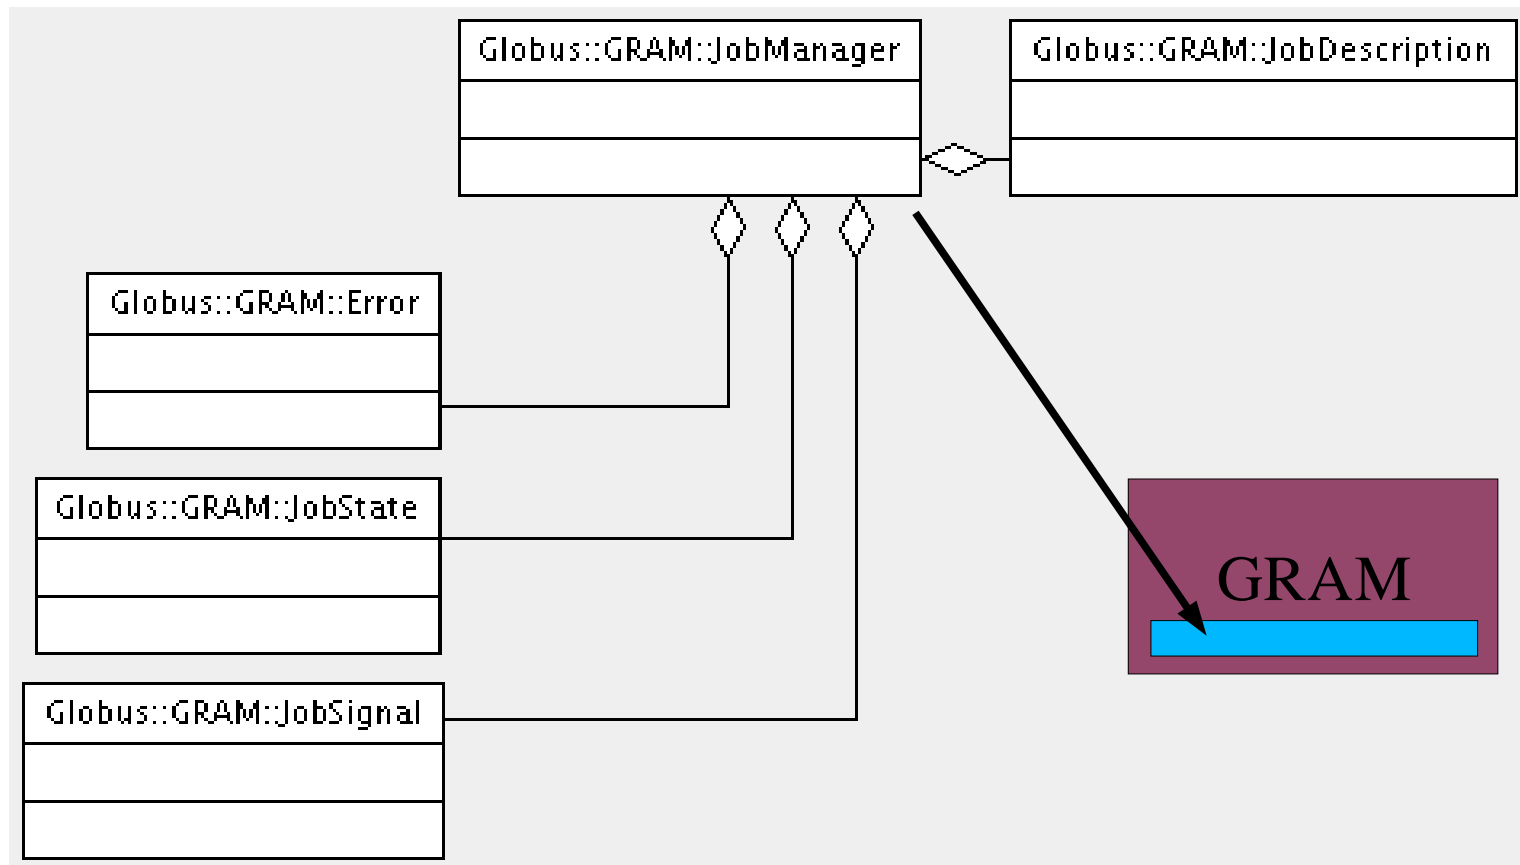 Globus::GRAM::JobManager
Globus::GRAM::JobDescription
Globus::GRAM::Error
Globus::GRAM::JobState
GRAM
Globus::GRAM::JobSignal